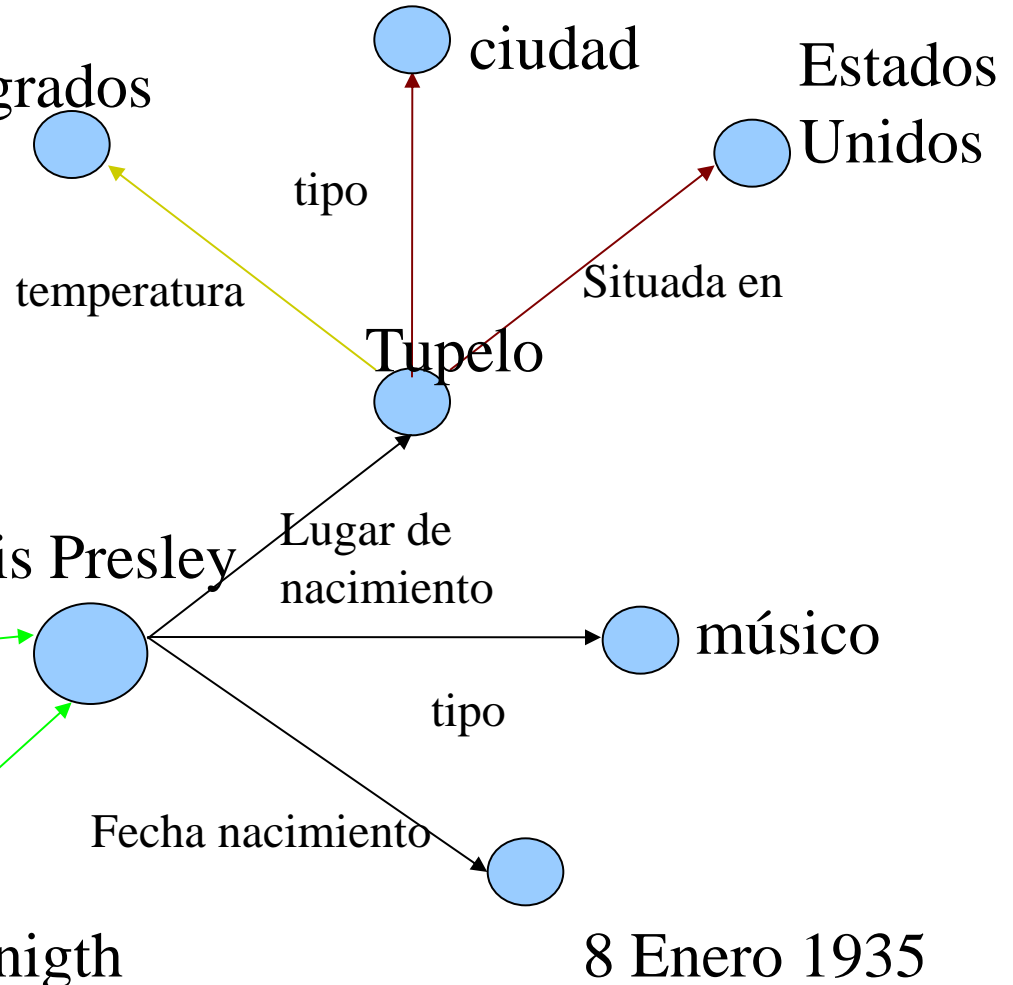 ciudad
Estados
Unidos
grados
tipo
temperatura
Situada en
Tupelo
Lugar de
nacimiento
is Presley
músico
tipo
Fecha nacimiento
nigth
8 Enero 1935